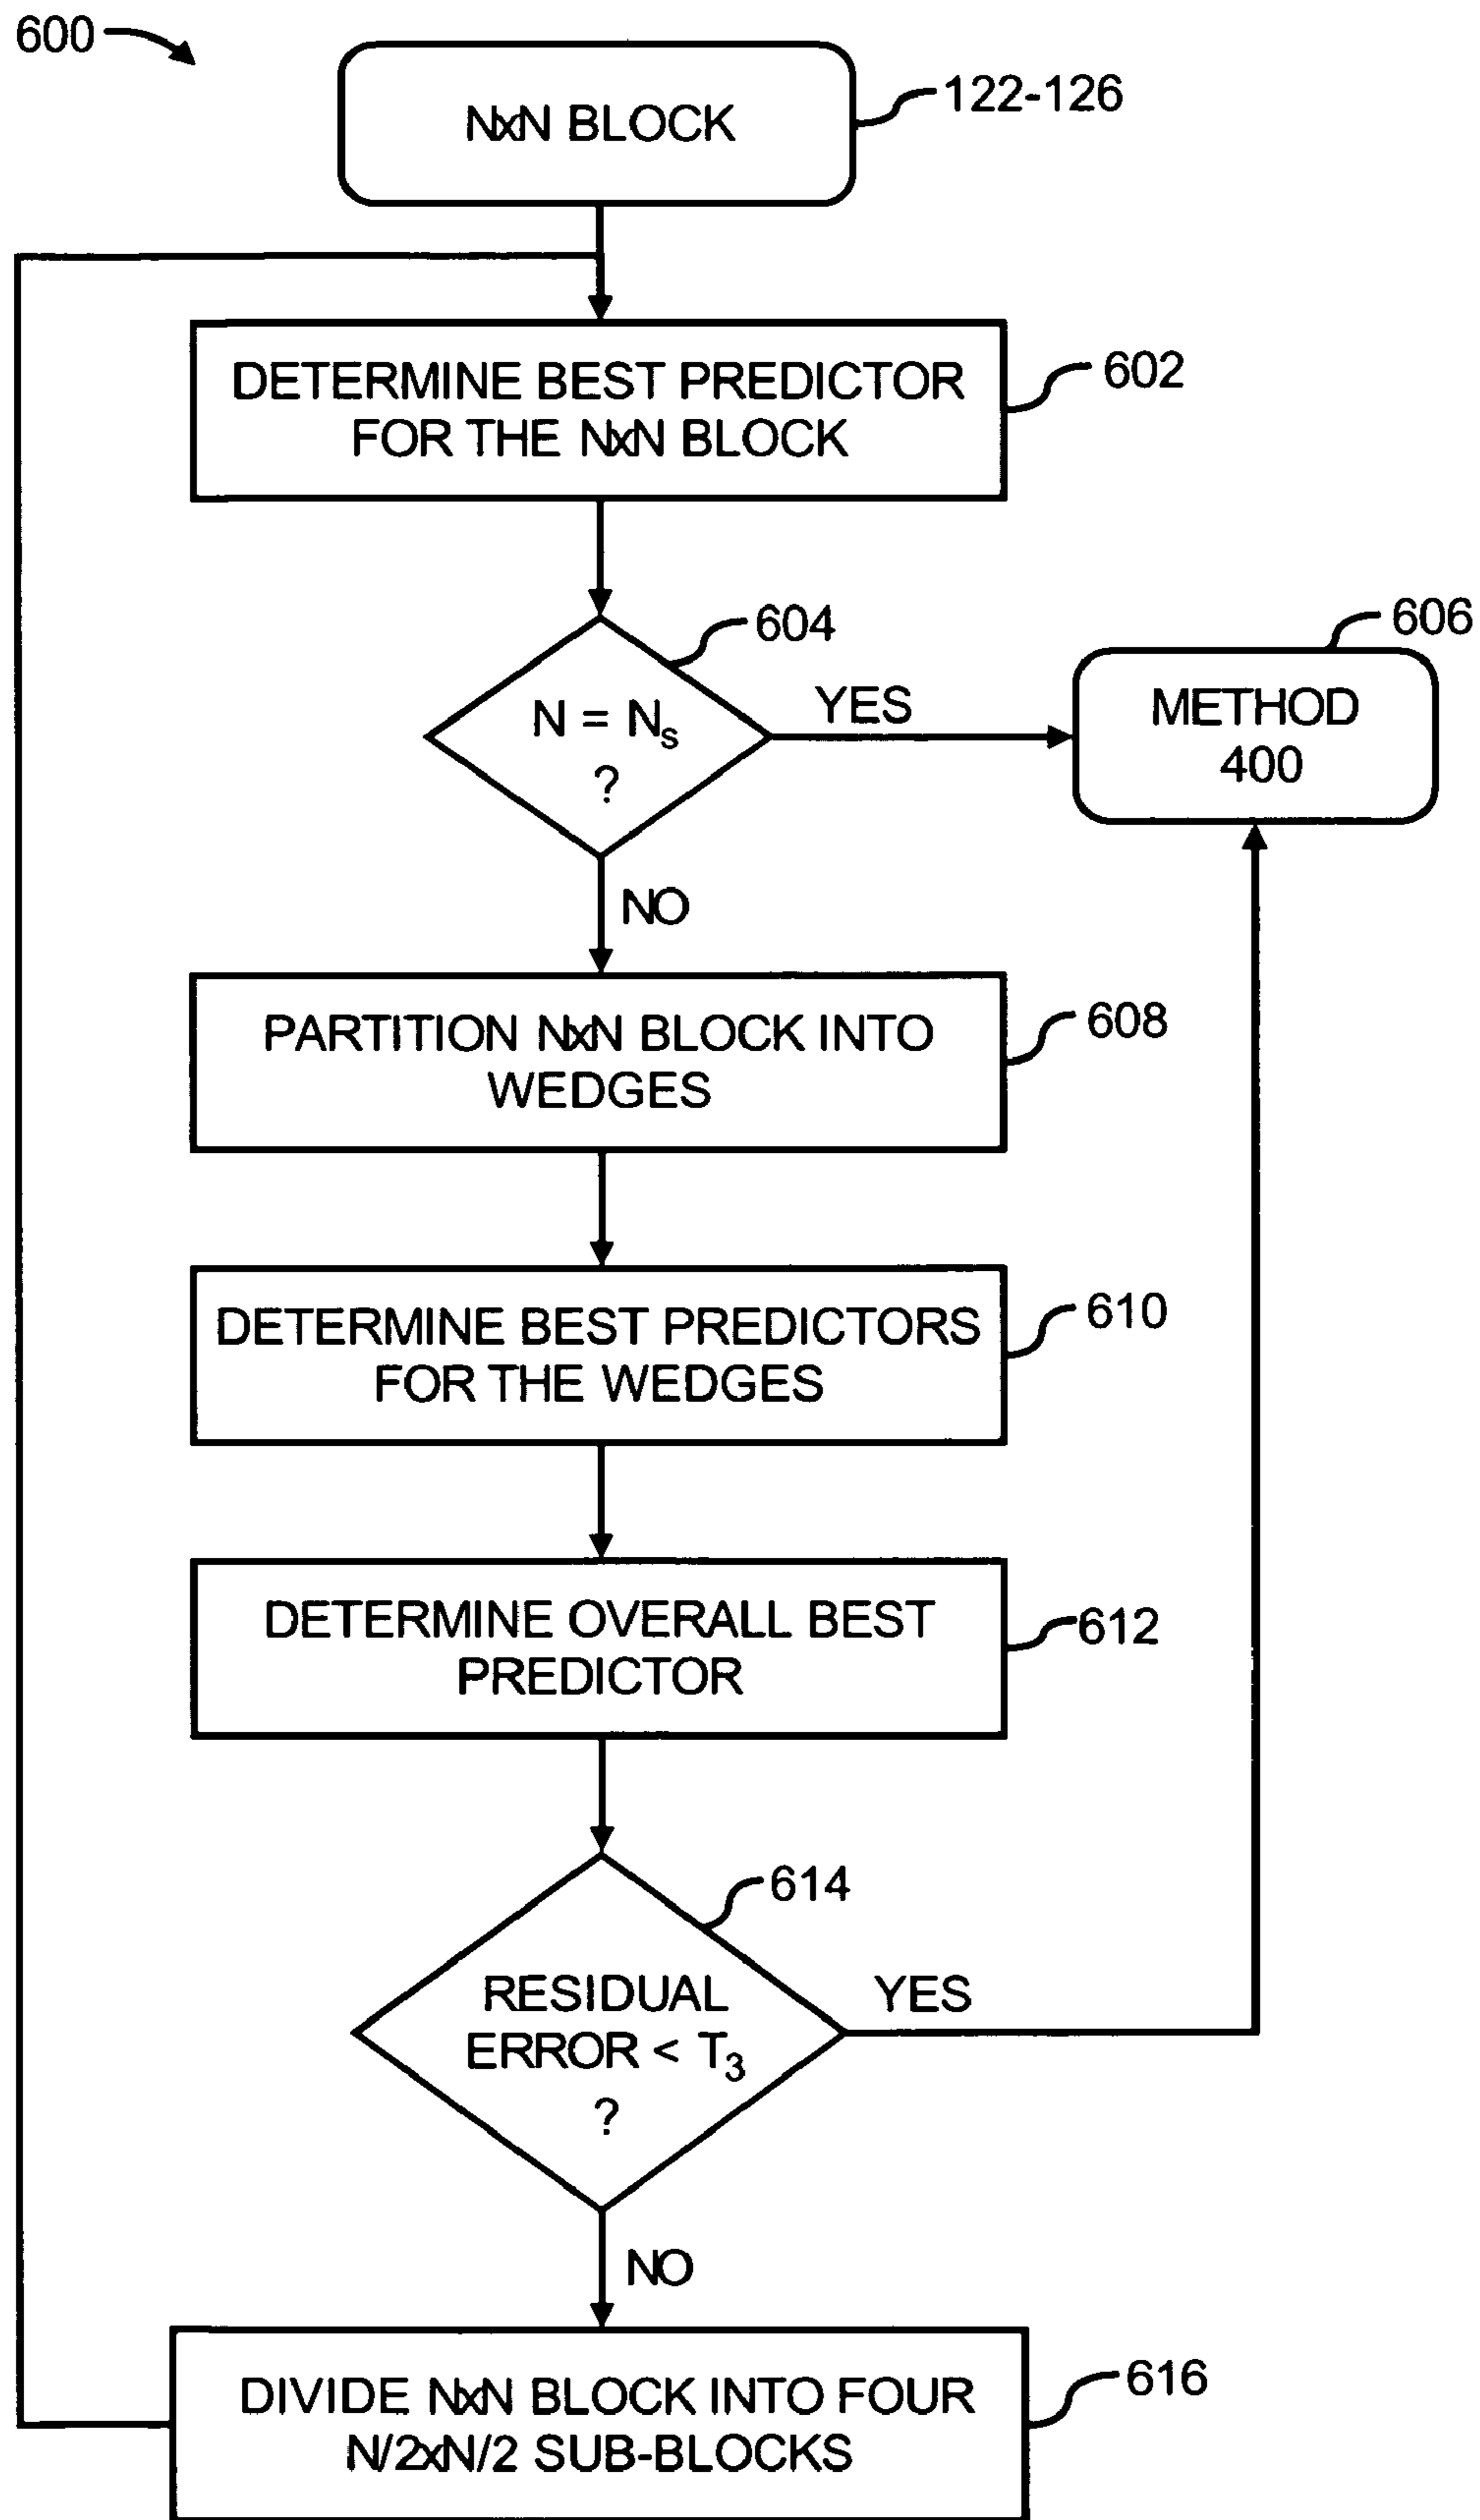 600
NxN BLOCK
122-126
DETERMINE BEST PREDICTOR
FOR THE NxN BLOCK
602
604
N = Ns
?
YES
606
METHOD
400
NO
PARTITION NxN BLOCK INTO
WEDGES
608
DETERMINE BEST PREDICTORS
FOR THE WEDGES
610
DETERMINE OVERALL BEST
PREDICTOR
612
614
RESIDUAL
ERROR < T3
?
YES
NO
DIVIDE NxN BLOCK INTO FOUR
N/2xN/2 SUB-BLOCKS
616